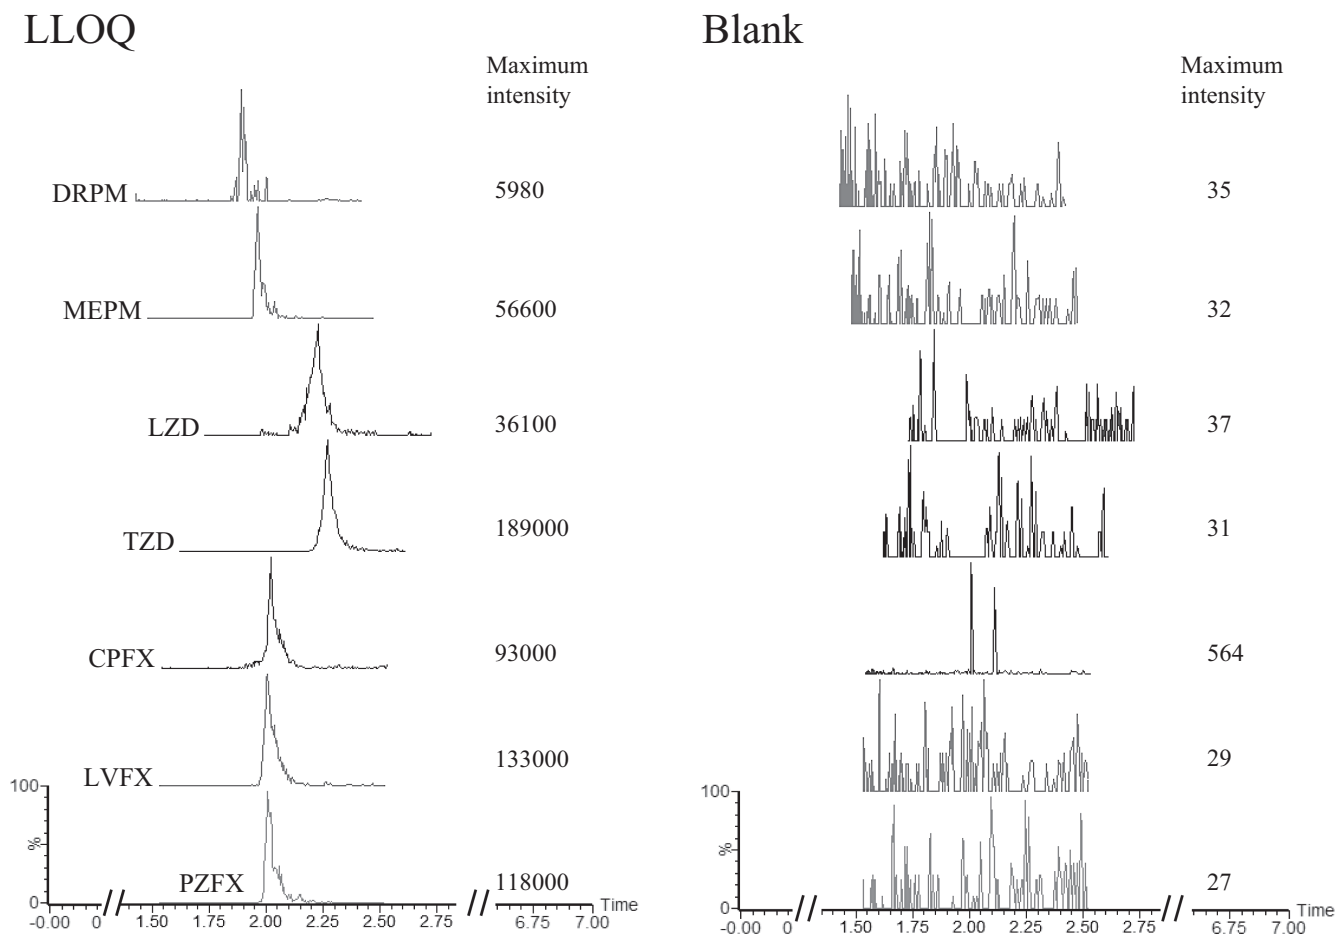 LLOQ
Blank
Maximum
intensity
Maximum
intensity
DRPM 5980 35
MEPM 56600 32
LZD 36100 37
TZD 189000 31
CPFX 93000 564
LVFX 133000 29
PZFX 118000 27
100
%
0
-0.00 0 1.50 1.75 2.00 2.25 2.50 2.75 6.75 7.00 Time
100
%
0
-0.00 0 1.50 1.75 2.00 2.25 2.50 2.75 6.75 7.00 Time